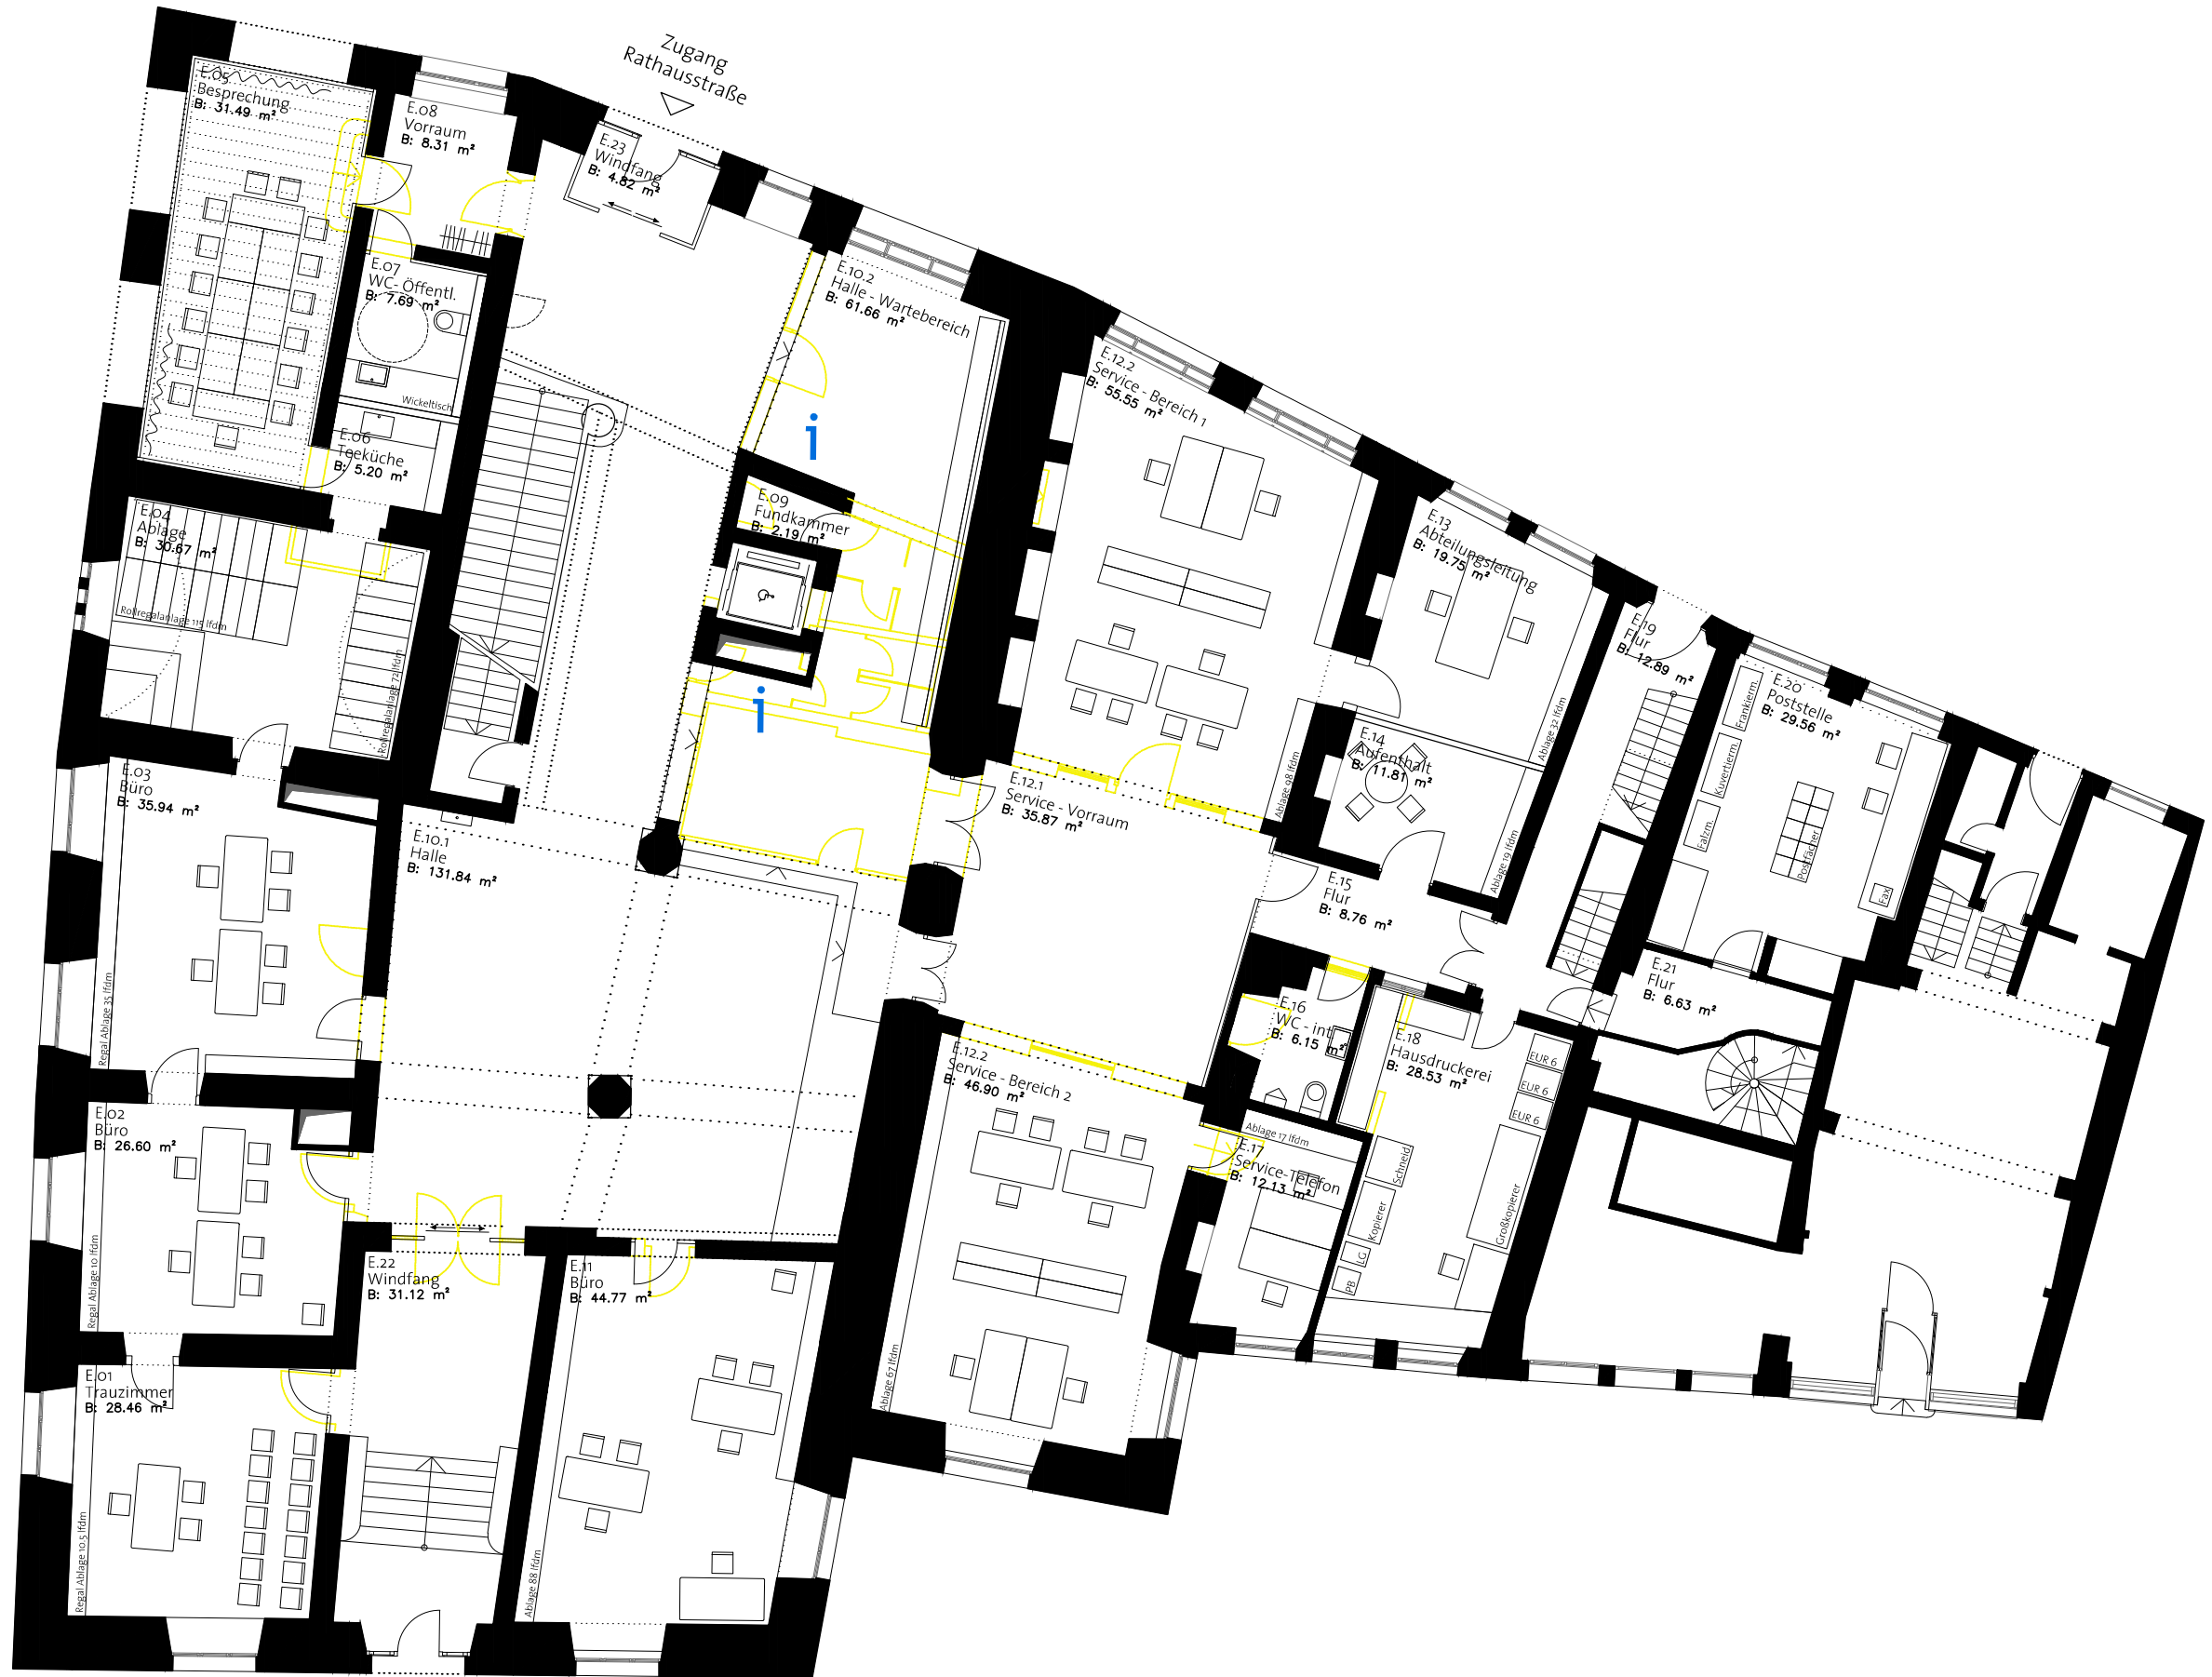 Zugang
Rathausstraße
E.05
Besprechung
B: 31.49 m²
E.08
Vorraum
B: 8.31 m²
E.23
Windfang
B: 4.82 m²
E.07
WC- Öffentl.
B: 7.69 m²
Wickeltisch
E.06
Teeküche
B: 5.20 m²
E.10.2
Halle - Wartebereich
B: 61.66 m²
i
E.09
Fundkammer
B: 2.19 m²
i
E.04
Ablage
B: 30.67 m²
Rollregalanlage 115 lfdm
Rollregalanlage 72 lfdm
E.12.2
Service - Bereich 1
B: 55.55 m²
E.13
Abteilungsleitung
B: 19.75 m²
Ablage 32 lfdm
E.19
Flur
B: 12.89 m²
E.20
Poststelle
B: 29.56 m²
Frankierm.
Kuvertierm.
Falzm.
Postfächer
Fax
E.14
Aufenthalt
B: 11.81 m²
Ablage 98 lfdm
Ablage 19 lfdm
E.03
Büro
B: 35.94 m²
Regal Ablage 35 lfdm
E.10.1
Halle
B: 131.84 m²
E.12.1
Service - Vorraum
B: 35.87 m²
E.15
Flur
B: 8.76 m²
E.21
Flur
B: 6.63 m²
E.16
WC - int.
B: 6.15 m²
E.18
Hausdruckerei
B: 28.53 m²
EUR 6
EUR 6
EUR 6
Schneid
Kopierer
LG
PB
Großkopierer
E.12.2
Service - Bereich 2
B: 46.90 m²
Ablage 67 lfdm
Ablage 17 lfdm
E.17
Service-Telefon
B: 12.13 m²
E.02
Büro
B: 26.60 m²
Regal Ablage 10 lfdm
E.22
Windfang
B: 31.12 m²
E.11
Büro
B: 44.77 m²
Ablage 88 lfdm
E.01
Trauzimmer
B: 28.46 m²
Regal Ablage 10.5 lfdm